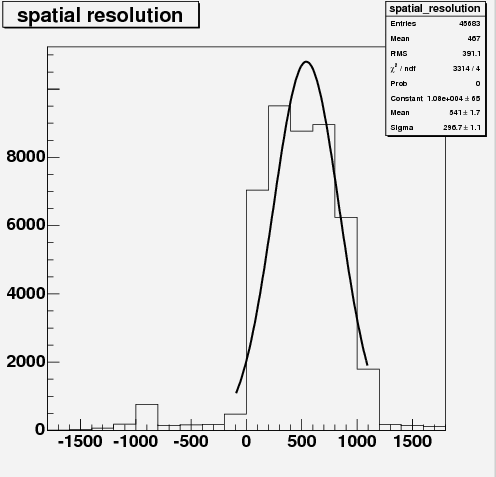 spatial resolution
spatial_resolution
Entries 45683
Mean 467
RMS 391.1
χ² / ndf 3314 / 4
Prob 0
Constant 1.08e+004 ± 65
Mean 541 ± 1.7
Sigma 296.7 ± 1.1
8000
6000
4000
2000
0
-1500 -1000 -500 0 500 1000 1500